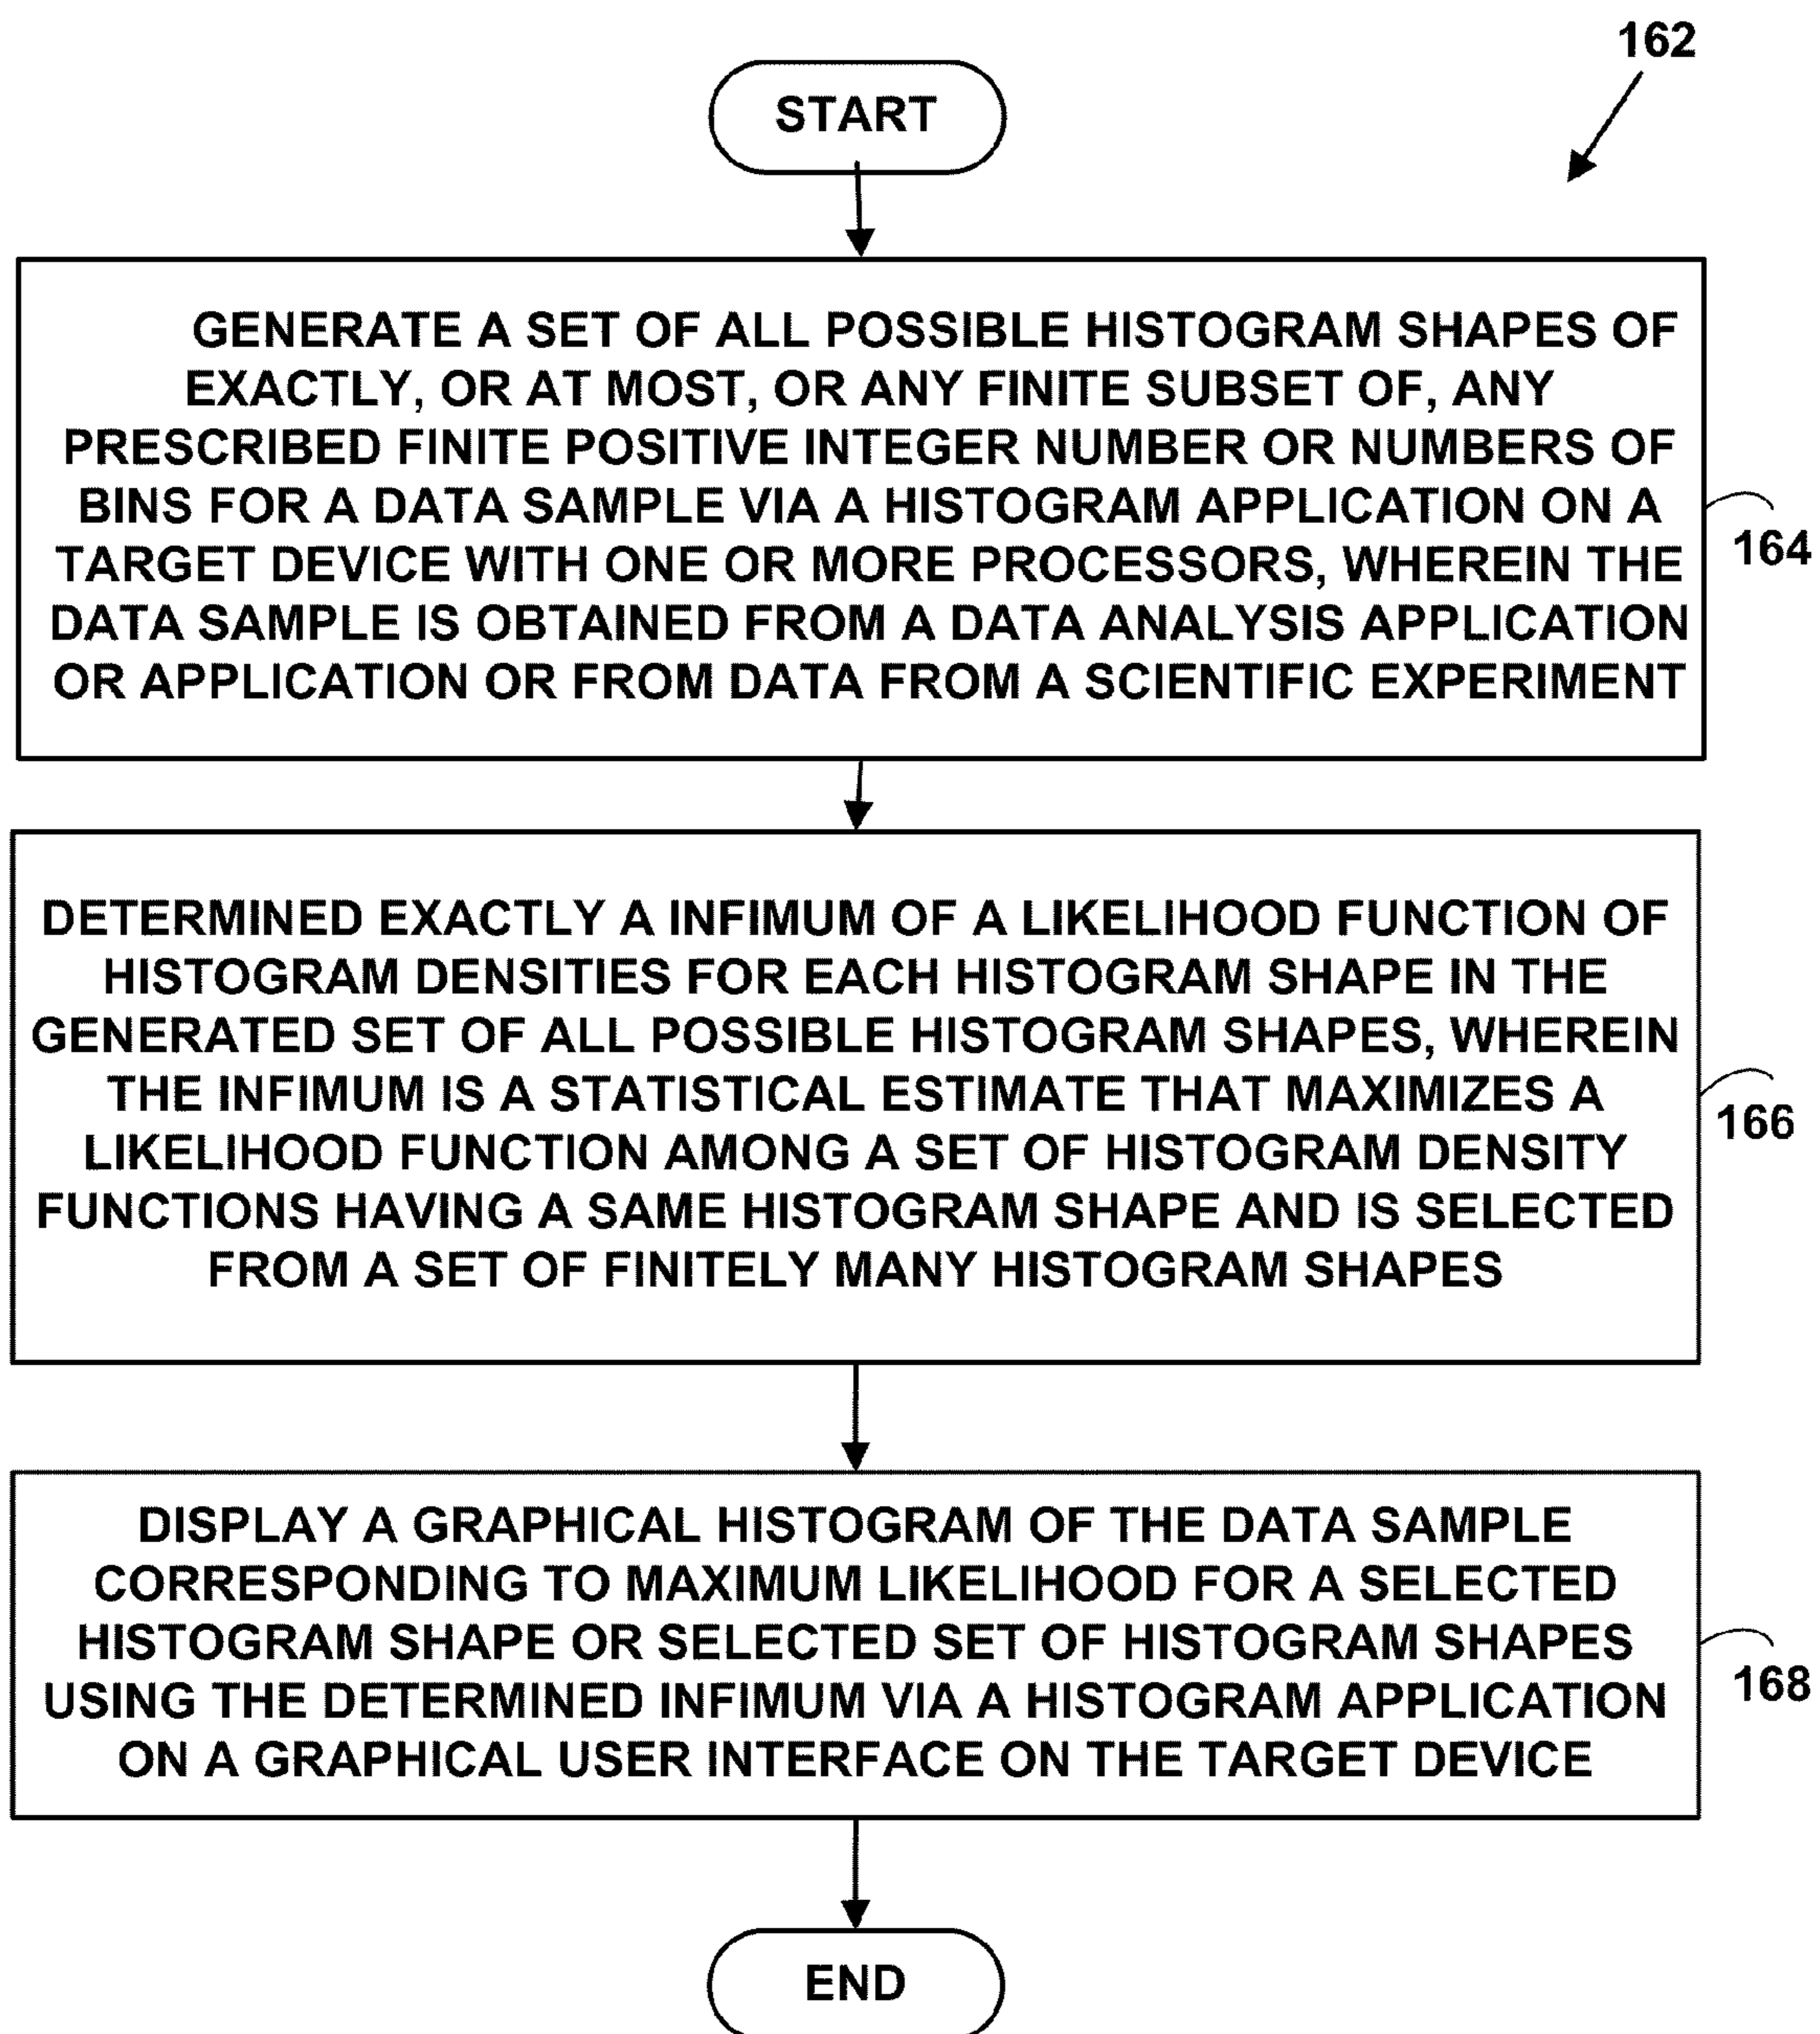 162
START
GENERATE A SET OF ALL POSSIBLE HISTOGRAM SHAPES OF
EXACTLY, OR AT MOST, OR ANY FINITE SUBSET OF, ANY
PRESCRIBED FINITE POSITIVE INTEGER NUMBER OR NUMBERS OF
BINS FOR A DATA SAMPLE VIA A HISTOGRAM APPLICATION ON A
TARGET DEVICE WITH ONE OR MORE PROCESSORS, WHEREIN THE
DATA SAMPLE IS OBTAINED FROM A DATA ANALYSIS APPLICATION
OR APPLICATION OR FROM DATA FROM A SCIENTIFIC EXPERIMENT
164
DETERMINED EXACTLY A INFIMUM OF A LIKELIHOOD FUNCTION OF
HISTOGRAM DENSITIES FOR EACH HISTOGRAM SHAPE IN THE
GENERATED SET OF ALL POSSIBLE HISTOGRAM SHAPES, WHEREIN
THE INFIMUM IS A STATISTICAL ESTIMATE THAT MAXIMIZES A
LIKELIHOOD FUNCTION AMONG A SET OF HISTOGRAM DENSITY
FUNCTIONS HAVING A SAME HISTOGRAM SHAPE AND IS SELECTED
FROM A SET OF FINITELY MANY HISTOGRAM SHAPES
166
DISPLAY A GRAPHICAL HISTOGRAM OF THE DATA SAMPLE
CORRESPONDING TO MAXIMUM LIKELIHOOD FOR A SELECTED
HISTOGRAM SHAPE OR SELECTED SET OF HISTOGRAM SHAPES
USING THE DETERMINED INFIMUM VIA A HISTOGRAM APPLICATION
ON A GRAPHICAL USER INTERFACE ON THE TARGET DEVICE
168
END